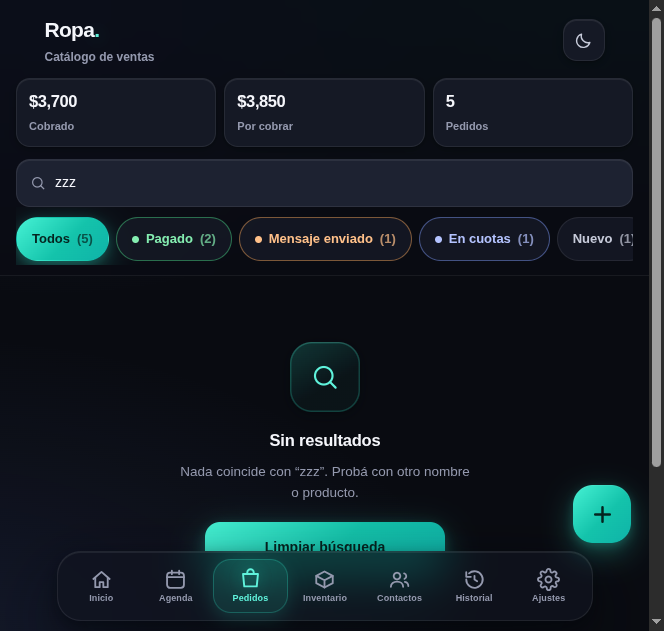 Ropa.
Catálogo de ventas
$3,700
Cobrado
$3,850
Por cobrar
5
Pedidos
zzz
Todos (5)
Pagado (2)
Mensaje enviado (1)
En cuotas (1)
Nuevo (1)
Sin resultados
Nada coincide con “zzz”. Probá con otro nombre
o producto.
Limpiar búsqueda
Inicio
Agenda
Pedidos
Inventario
Contactos
Historial
Ajustes